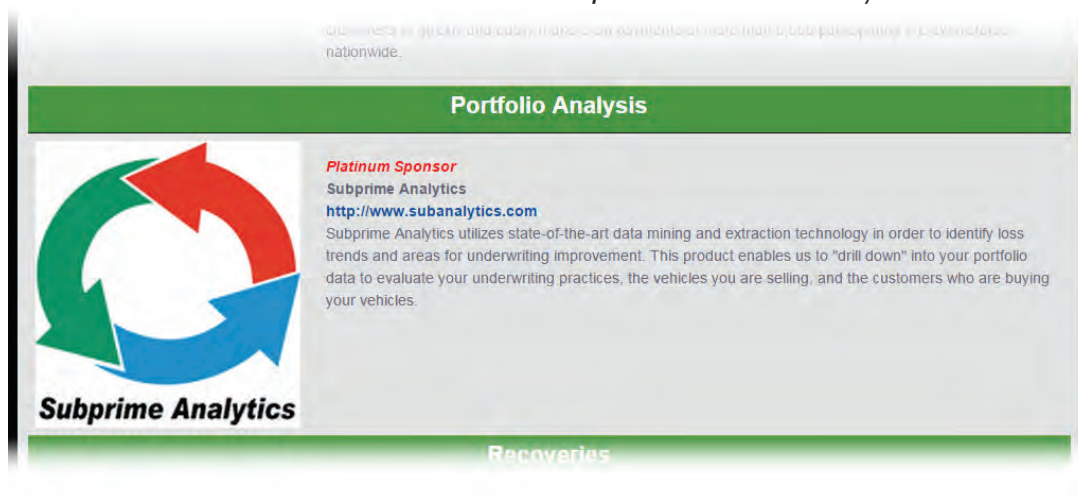 nationwide.
Portfolio Analysis
Platinum Sponsor
Subprime Analytics
http://www.subanalytics.com
Subprime Analytics utilizes state-of-the-art data mining and extraction technology in order to identify loss
trends and areas for underwriting improvement. This product enables us to "drill down" into your portfolio
data to evaluate your underwriting practices, the vehicles you are selling, and the customers who are buying
your vehicles.
Subprime Analytics
Recoveries